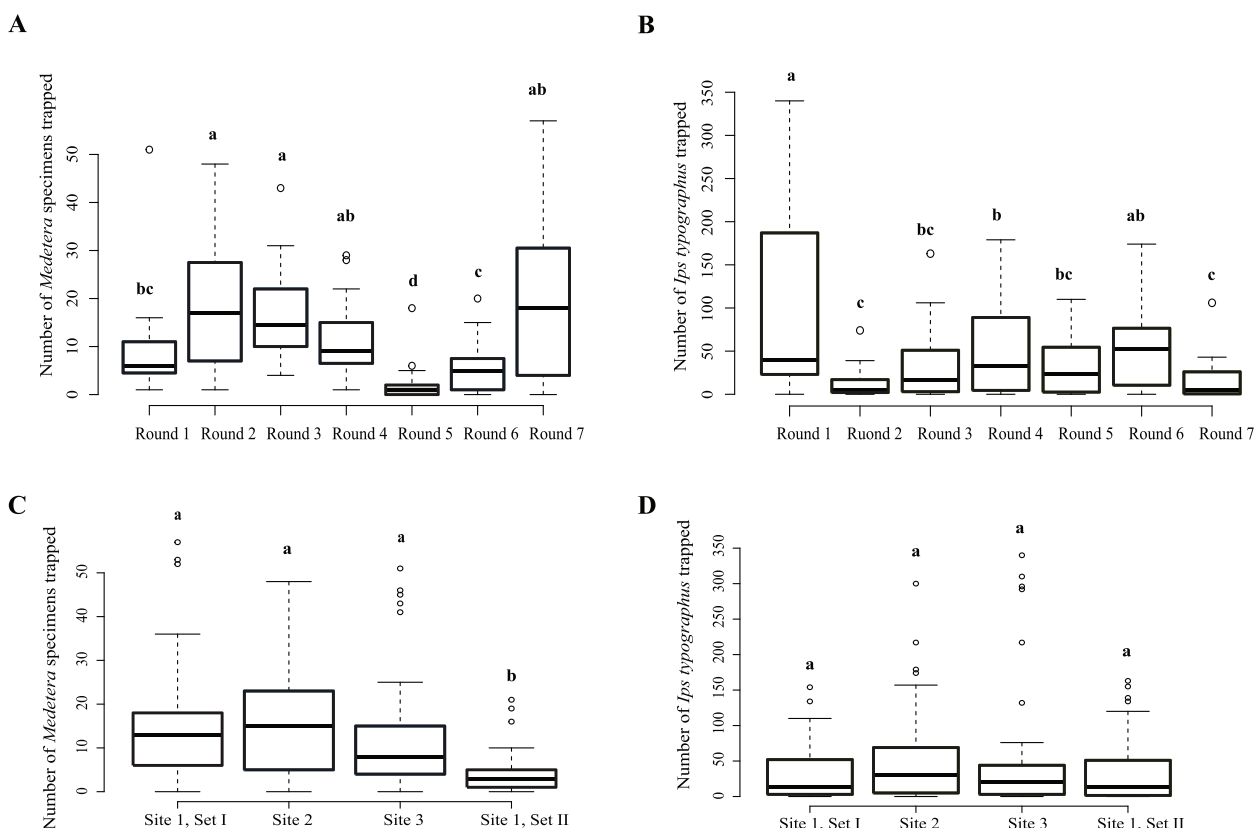 A
B
Number of Medetera specimens trapped
0 10 20 30 40 50
bc a a ab d c ab
Round 1 Round 2 Round 3 Round 4 Round 5 Round 6 Round 7
Number of Ips typographus trapped
0 50 100 150 200 250 300 350
a c bc b bc ab c
Round 1 Ruond 2 Round 3 Round 4 Round 5 Round 6 Round 7
C
D
Number of Medetera specimens trapped
0 10 20 30 40 50
a a a b
Site 1, Set I Site 2 Site 3 Site 1, Set II
Number of Ips typographus trapped
0 50 100 150 200 250 300 350
a a a a
Site 1, Set I Site 2 Site 3 Site 1, Set II